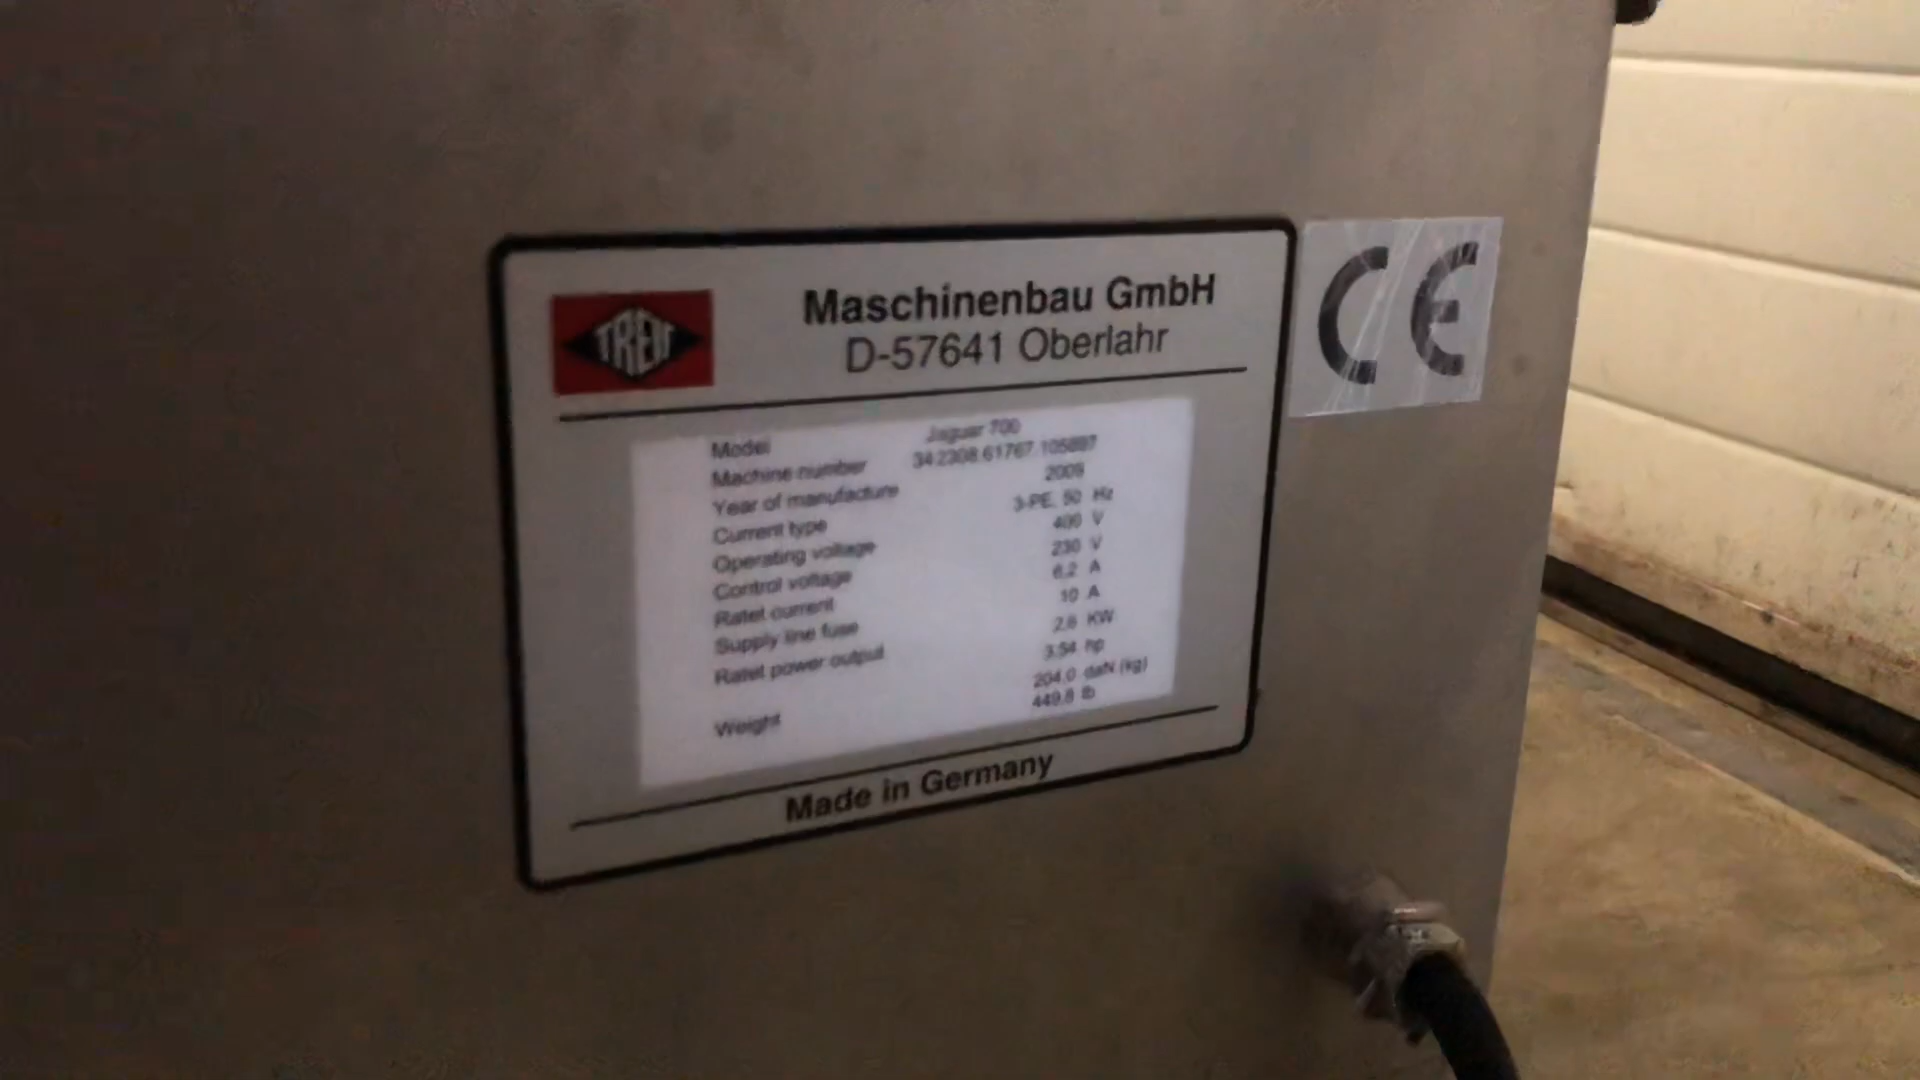 TREIF
Maschinenbau GmbH
D-57641 Oberlahr
Model Jaguar 700
Machine number
Year of manufacture 2009
Current type 3-PE, 50 Hz
Operating voltage 400 V
Control voltage 230 V
Ratet current 6,2 A
Supply line fuse 10 A
Ratet power output 2,6 KW
3,54 hp
Weight 204,0 daN (kg)
449,8 lb
Made in Germany
CE